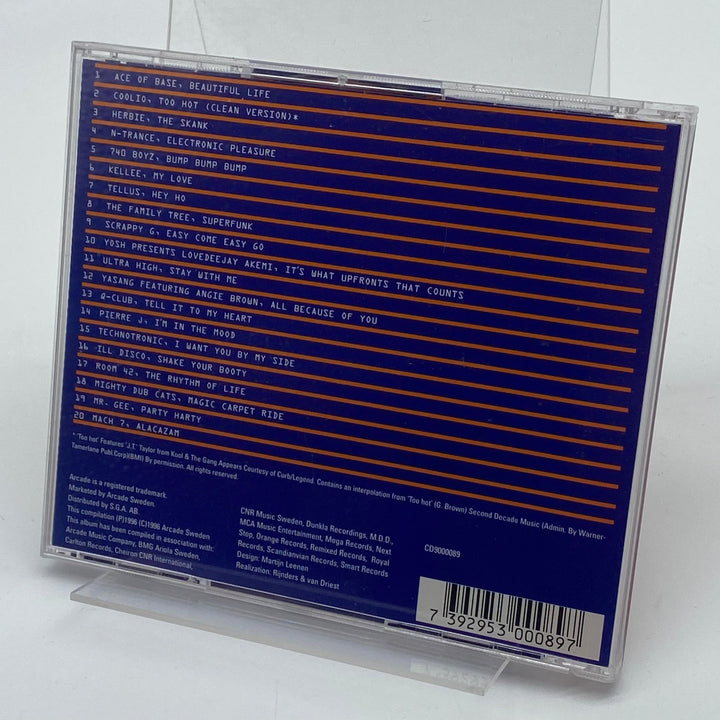 1 ACE OF BASE, BEAUTIFUL LIFE
2 COOLIO, TOO HOT (CLEAN VERSION)*
3 HERBIE, THE SKANK
4 N-TRANCE, ELECTRONIC PLEASURE
5 740 BOYZ, BUMP BUMP BUMP
6 KELLEE, MY LOVE
7 TELLUS, HEY HO
8 THE FAMILY TREE, SUPERFUNK
9 SCRAPPY G, EASY COME EASY GO
10 YOSH PRESENTS LOVEDEEJAY AKEMI, IT'S WHAT UPFRONTS THAT COUNTS
11 ULTRA HIGH, STAY WITH ME
12 YASANG FEATURING ANGIE BROWN, ALL BECAUSE OF YOU
13 Q-CLUB, TELL IT TO MY HEART
14 PIERRE J, I'M IN THE MOOD
15 TECHNOTRONIC, I WANT YOU BY MY SIDE
16 ILL DISCO, SHAKE YOUR BOOTY
17 ROOM 42, THE RHYTHM OF LIFE
18 MIGHTY DUB CATS, MAGIC CARPET RIDE
19 MR. GEE, PARTY HARTY
20 MACH 7, ALACAZAM
* 'Too hot' Features 'J.T.' Taylor from Kool & The Gang Appears Courtesy of Curb/Legend. Contains an interpolation from 'Too hot' (G. Brown) Second Decade Music (Admin. By Warner-
Tamerlane Publ.Corp)(BMI) By permission. All rights reserved.
Arcade is a registered trademark.
Marketed by Arcade Sweden.
Distributed by S.G.A. AB.
This compilation (P)1996 (C)1996 Arcade Sweden
This album has been compiled in association with:
Arcade Music Company, BMG Ariola Sweden,
Carlton Records, Cheiron CNR International,
CNR Music Sweden, Dunkla Recordings, M.D.D.,
MCA Music Entertainment, Mega Records, Next
Stop, Orange Records, Remixed Records, Royal
Records, Scandianvian Records, Smart Records
Design: Martijn Leenen
Realization: Rijnders & van Driest
CD9000089
7 392953 000897